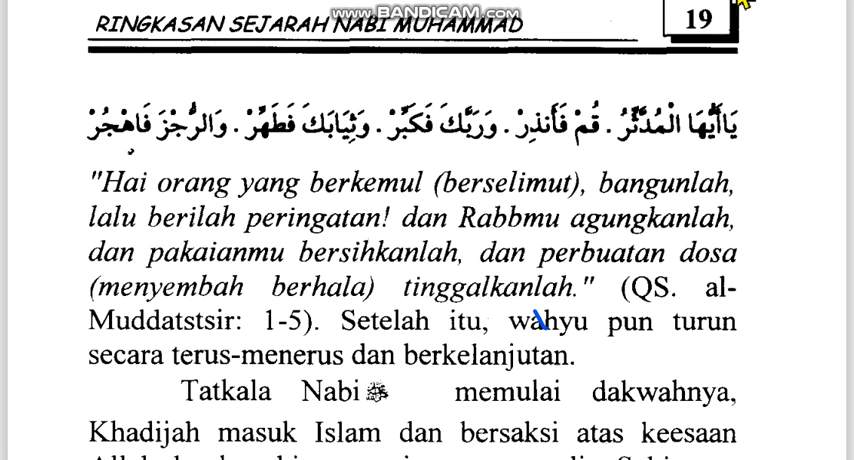 www.BANDICAM.com
RINGKASAN SEJARAH NABI MUHAMMAD
19
يَاأَيُّهَا الْمُدَّثِّرُ . قُمْ فَأَنذِرْ . وَرَبَّكَ فَكَبِّرْ . وَثِيَابَكَ فَطَهِّرْ . وَالرُّجْزَ فَاهْجُرْ
"Hai orang yang berkemul (berselimut), bangunlah,
lalu berilah peringatan! dan Rabbmu agungkanlah,
dan pakaianmu bersihkanlah, dan perbuatan dosa
(menyembah berhala) tinggalkanlah." (QS. al-
Muddatstsir: 1-5). Setelah itu, wahyu pun turun
secara terus-menerus dan berkelanjutan.
Tatkala Nabi ﷺ memulai dakwahnya,
Khadijah masuk Islam dan bersaksi atas keesaan